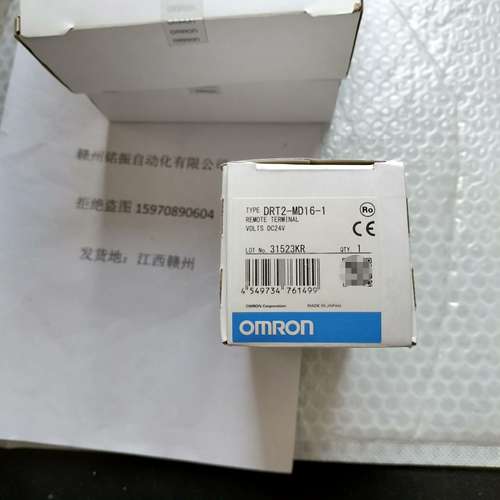 赣州铭振自动化有限公司
拒绝盗图 15970890604
发货地：江西赣州
TYPE DRT2-MD16-1
REMOTE TERMINAL
VOLTS DC24V
Ro
CE
LOT No. 31523KR QTY 1
4 549734 761499
OMRON Corporation MADE IN JAPAN
OMRON